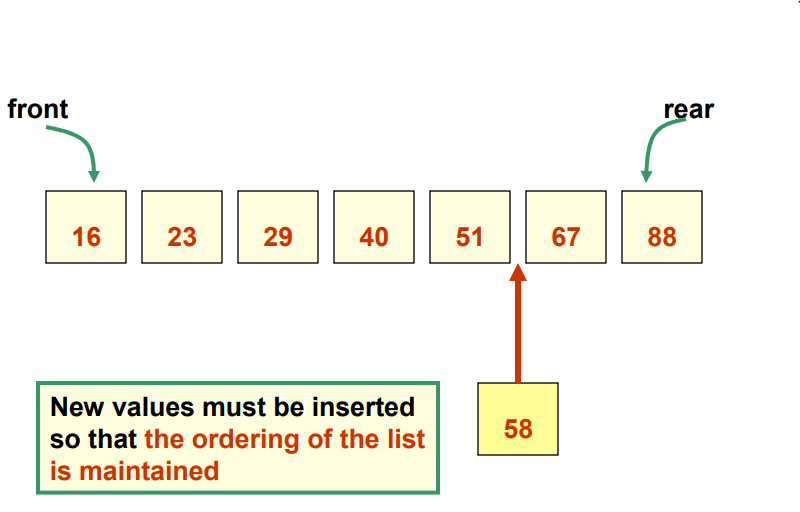 front
rear
16 23 29 40 51 67 88
New values must be inserted
so that the ordering of the list
is maintained
58